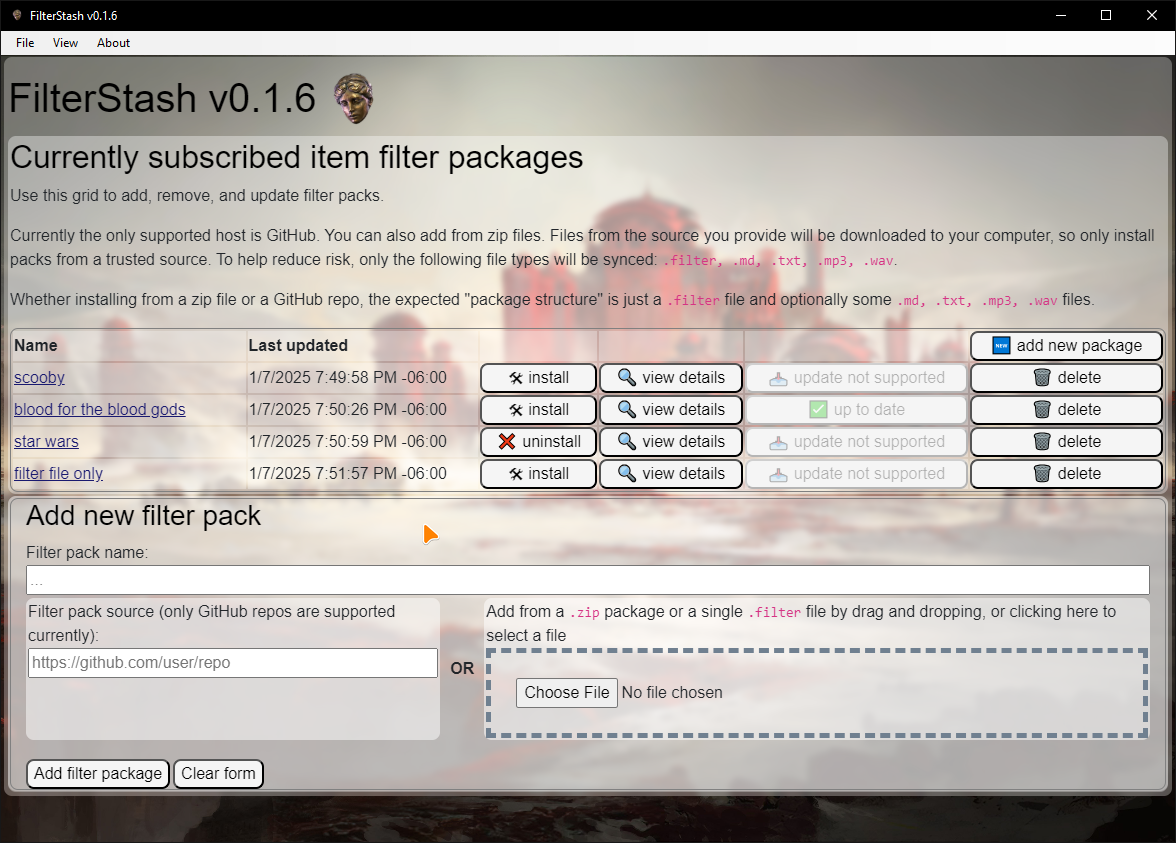 FilterStash v0.1.6
File View About
FilterStash v0.1.6
Currently subscribed item filter packages
Use this grid to add, remove, and update filter packs.
Currently the only supported host is GitHub. You can also add from zip files. Files from the source you provide will be downloaded to your computer, so only install
packs from a trusted source. To help reduce risk, only the following file types will be synced: .filter, .md, .txt, .mp3, .wav.
Whether installing from a zip file or a GitHub repo, the expected "package structure" is just a .filter file and optionally some .md, .txt, .mp3, .wav files.
Name Last updated NEW add new package
scooby 1/7/2025 7:49:58 PM -06:00 install view details update not supported delete
blood for the blood gods 1/7/2025 7:50:26 PM -06:00 install view details up to date delete
star wars 1/7/2025 7:50:59 PM -06:00 uninstall view details update not supported delete
filter file only 1/7/2025 7:51:57 PM -06:00 install view details update not supported delete
Add new filter pack
Filter pack name:
...
Filter pack source (only GitHub repos are supported
currently):
https://github.com/user/repo
OR
Add from a .zip package or a single .filter file by drag and dropping, or clicking here to
select a file
Choose File No file chosen
Add filter package Clear form